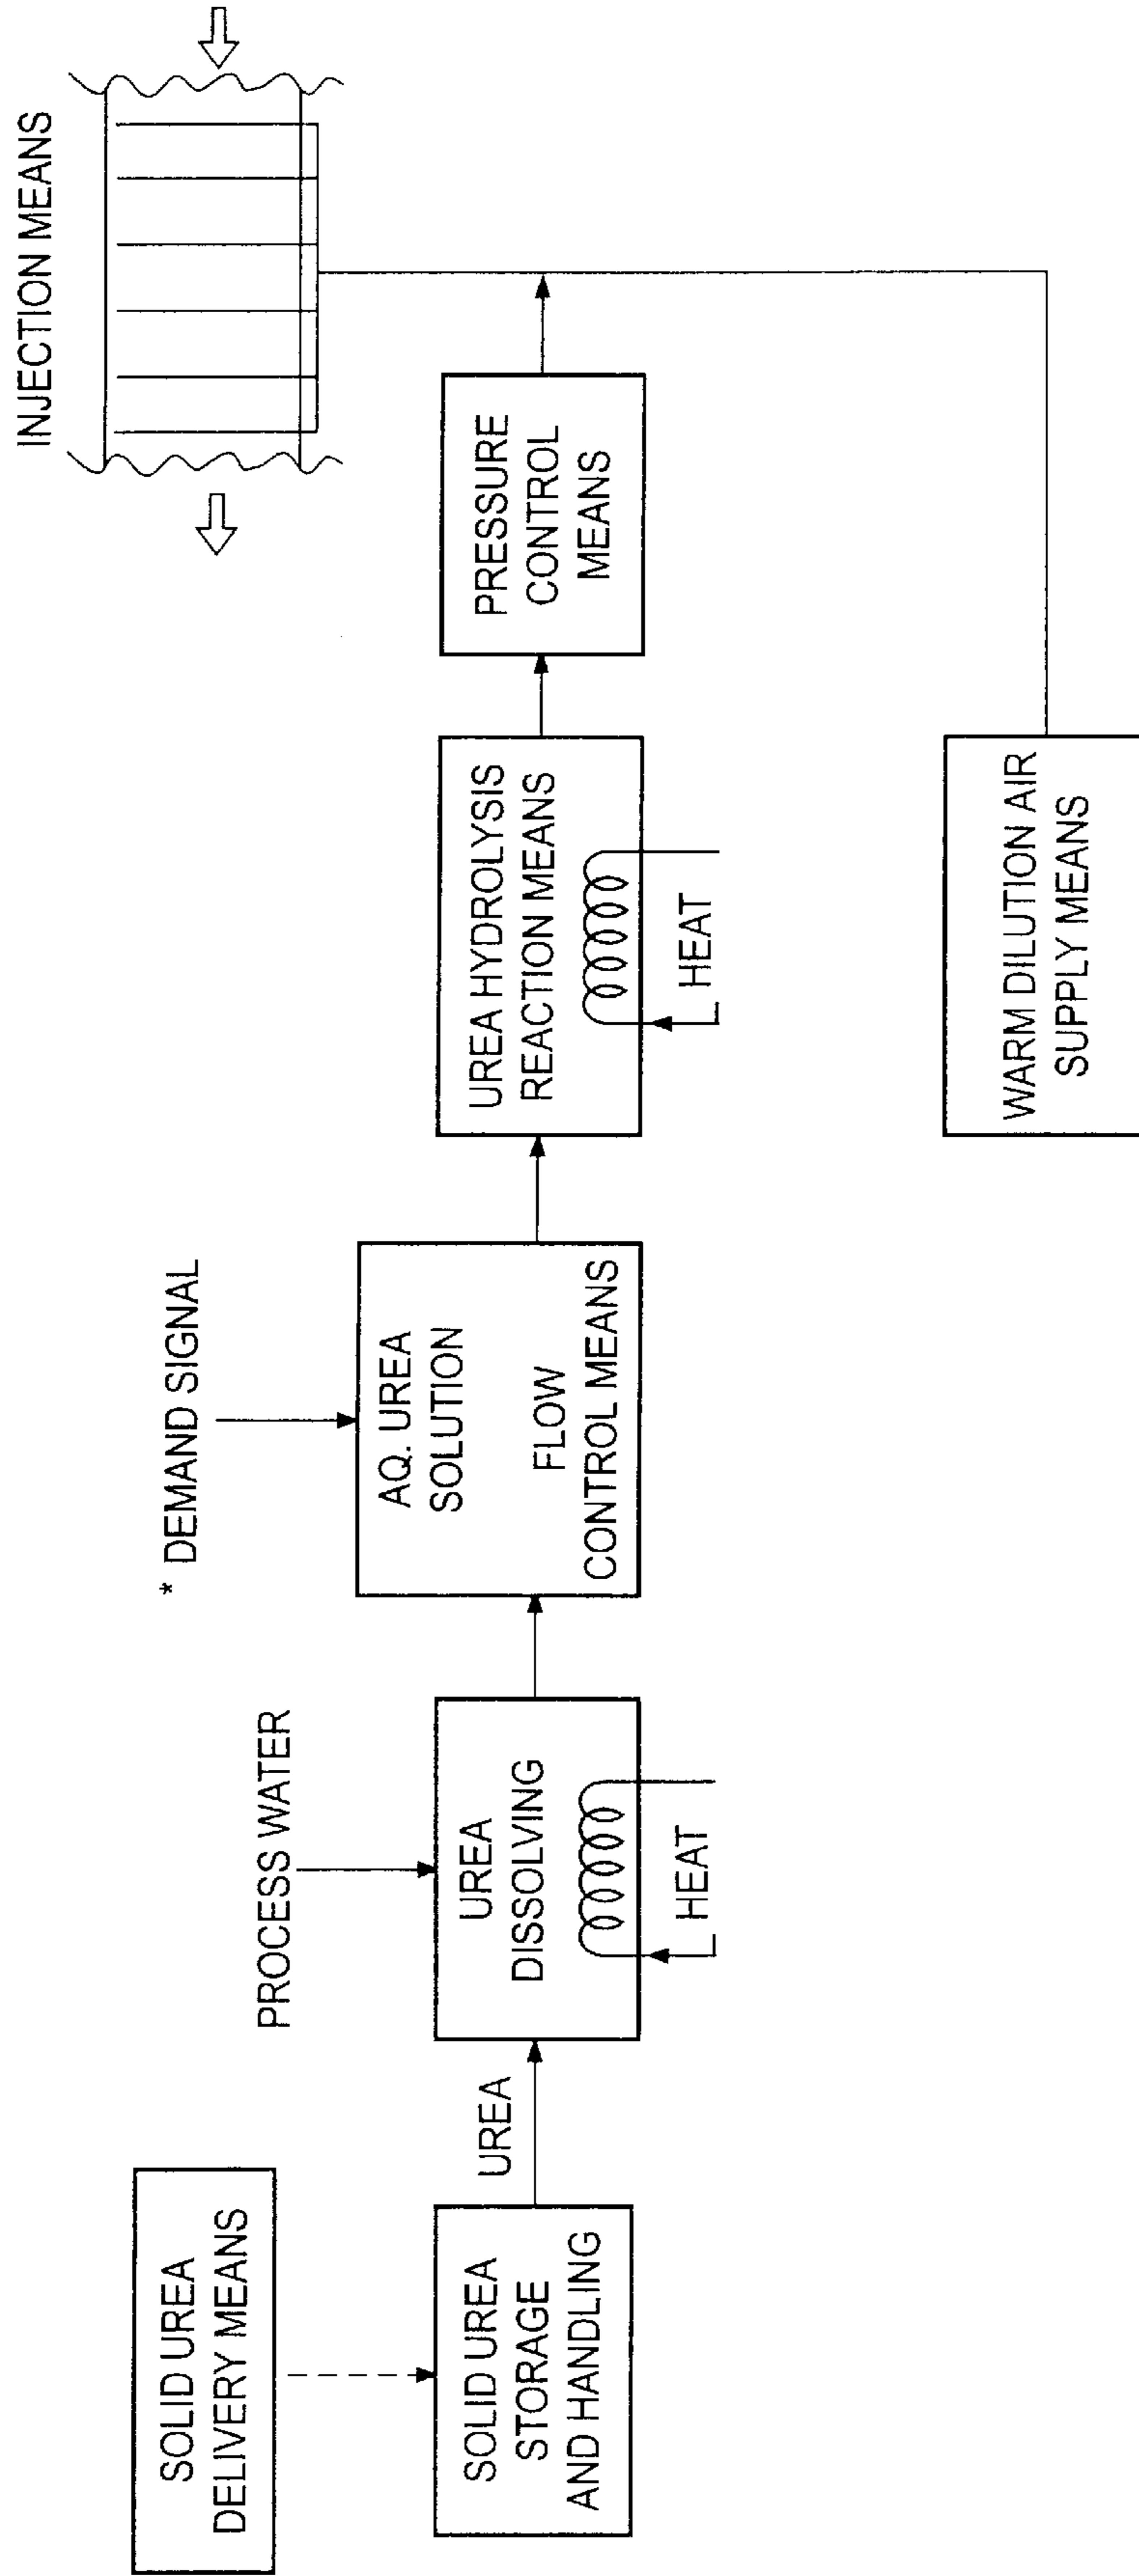 SOLID UREA
DELIVERY MEANS
SOLID UREA
STORAGE
AND HANDLING
UREA
PROCESS WATER
UREA
DISSOLVING
HEAT
* DEMAND SIGNAL
AQ. UREA
SOLUTION
FLOW
CONTROL MEANS
UREA HYDROLYSIS
REACTION MEANS
HEAT
PRESSURE
CONTROL
MEANS
INJECTION MEANS
WARM DILUTION AIR
SUPPLY MEANS